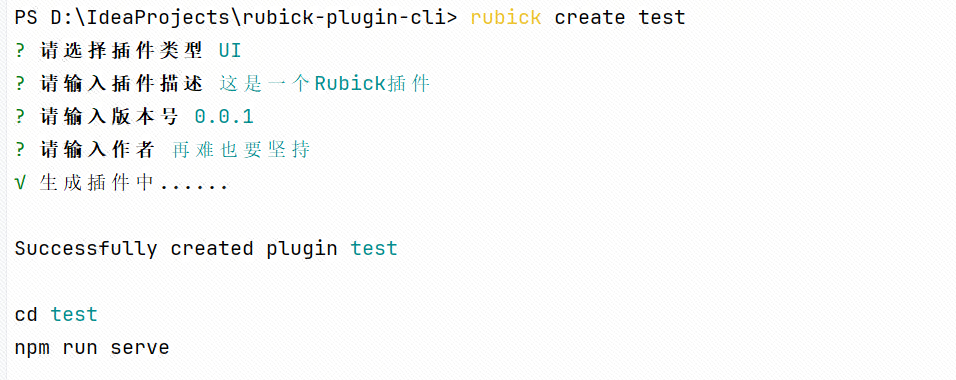 PS D:\IdeaProjects\rubick-plugin-cli> rubick create test
? 请选择插件类型 UI
? 请输入插件描述 这是一个Rubick插件
? 请输入版本号 0.0.1
? 请输入作者 再难也要坚持
√ 生成插件中......
Successfully created plugin test
cd test
npm run serve